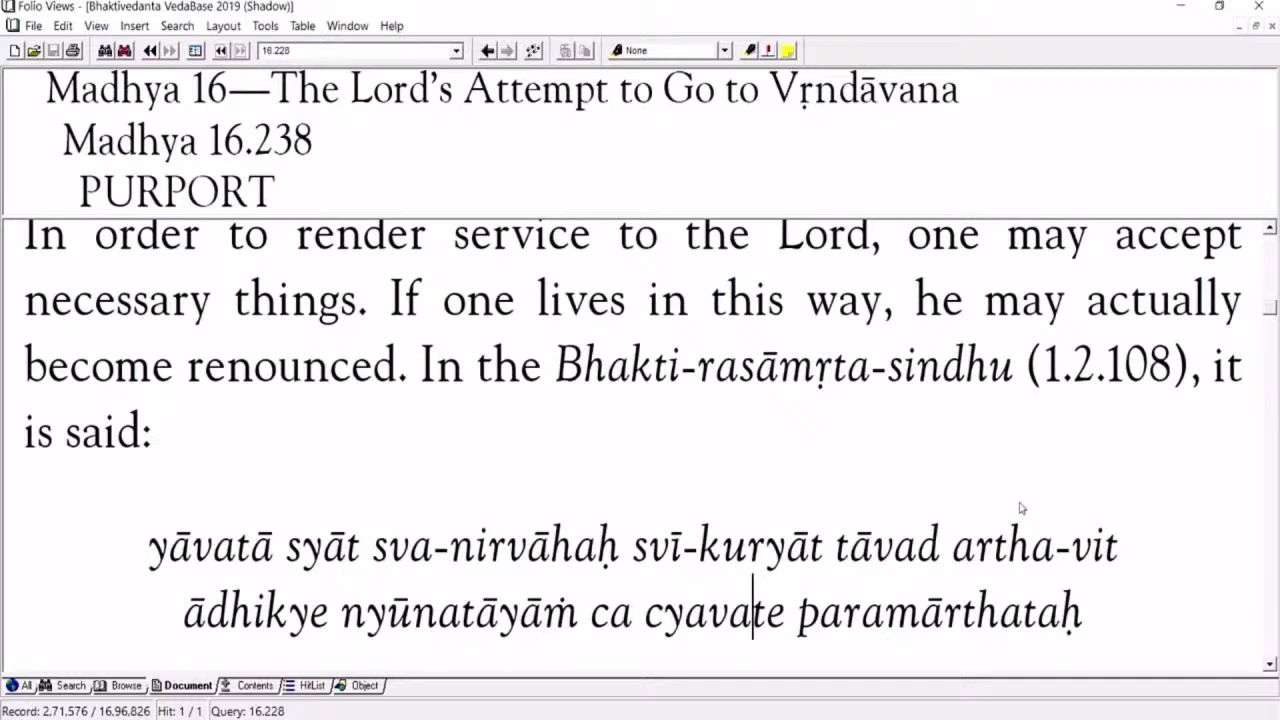 Folio Views - [Bhaktivedanta VedaBase 2019 (Shadow)]
File Edit View Insert Search Layout Tools Table Window Help
16.228 None
Madhya 16—The Lord's Attempt to Go to Vṛndāvana
Madhya 16.238
PURPORT
In order to render service to the Lord, one may accept
necessary things. If one lives in this way, he may actually
become renounced. In the Bhakti-rasāmṛta-sindhu (1.2.108), it
is said:
yāvatā syāt sva-nirvāhaḥ svī-kuryāt tāvad artha-vit
ādhikye nyūnatāyāṁ ca cyavate paramārthataḥ
All Search Browse Document Contents HitList Object
Record: 2,71,576 / 16,96,826 Hit: 1 / 1 Query: 16.228